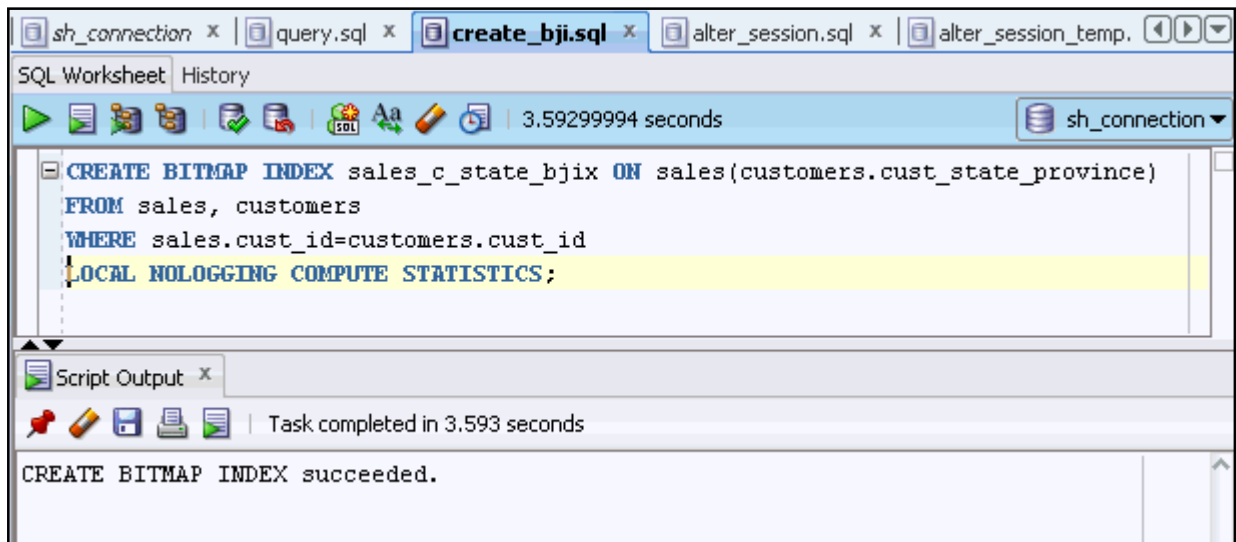 sh_connection x query.sql x create_bji.sql x alter_session.sql x alter_session_temp.
SQL Worksheet History
3.59299994 seconds sh_connection
CREATE BITMAP INDEX sales_c_state_bjix ON sales(customers.cust_state_province)
FROM sales, customers
WHERE sales.cust_id=customers.cust_id
LOCAL NOLOGGING COMPUTE STATISTICS;
Script Output x
Task completed in 3.593 seconds
CREATE BITMAP INDEX succeeded.